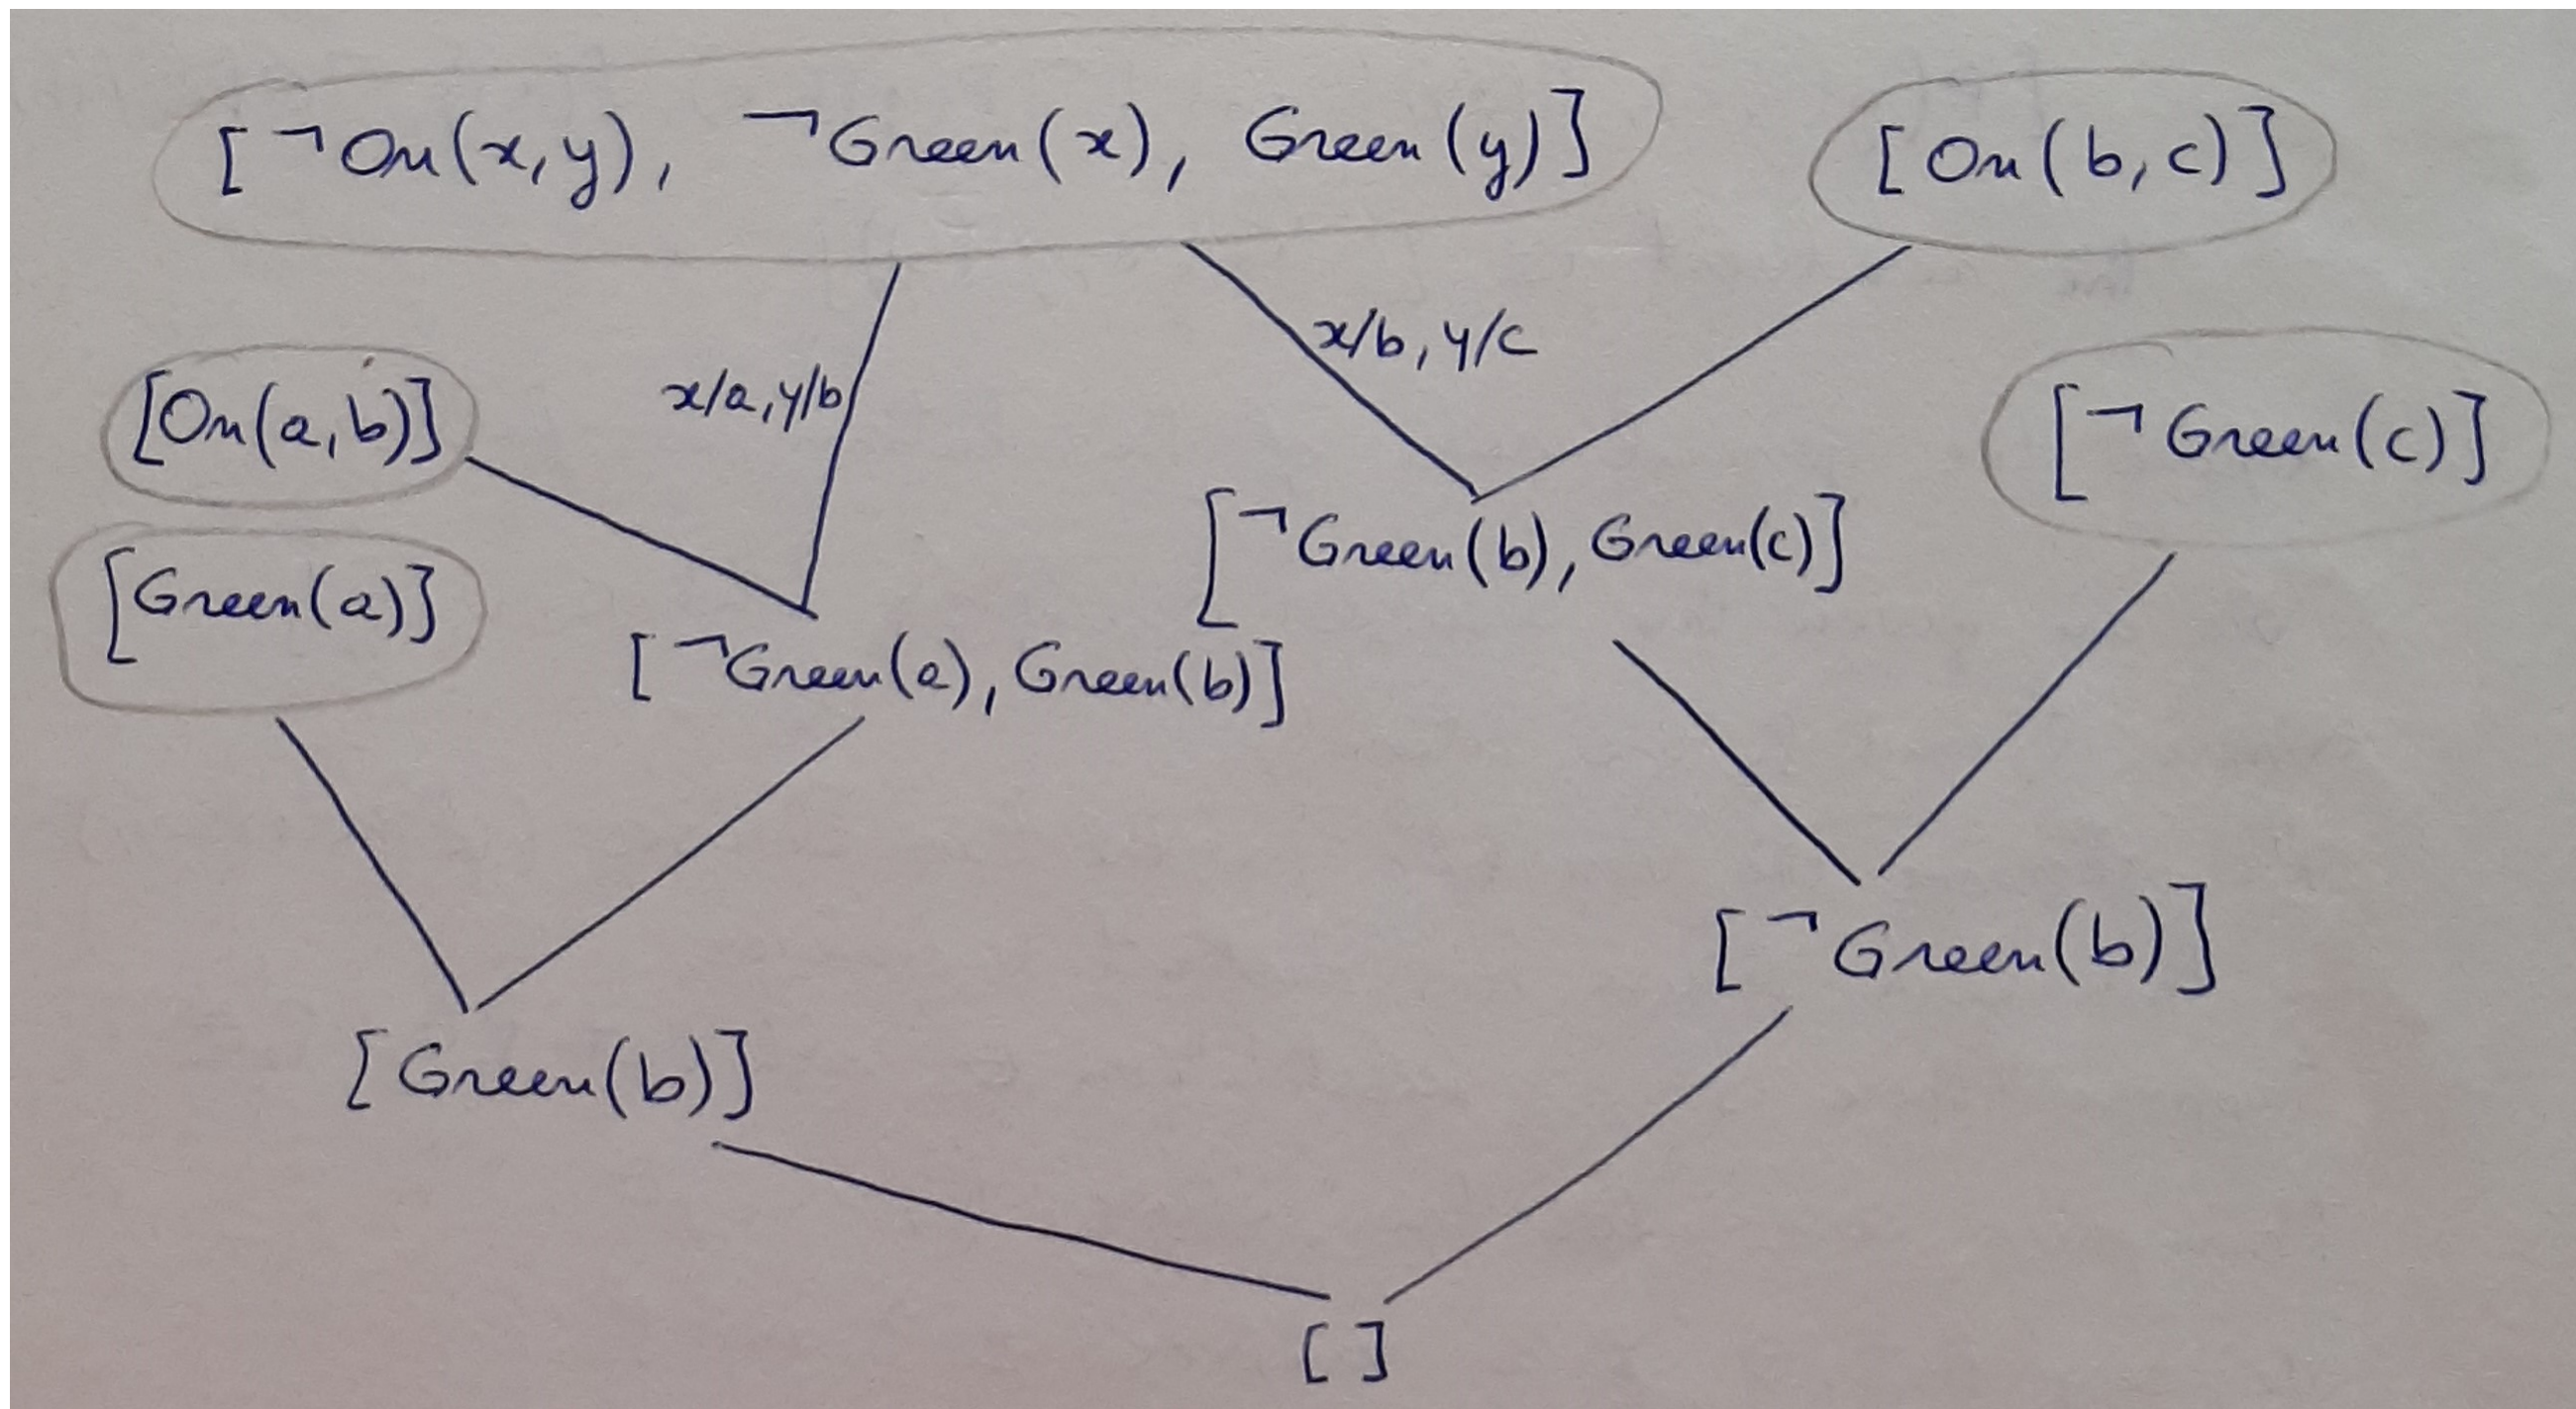 [¬On(x,y), ¬Green(x), Green(y)]
[On(b,c)]
x/b, y/c
[On(a,b)]
x/a, y/b
[¬Green(c)]
[¬Green(b), Green(c)]
[Green(a)]
[¬Green(a), Green(b)]
[¬Green(b)]
[Green(b)]
[]